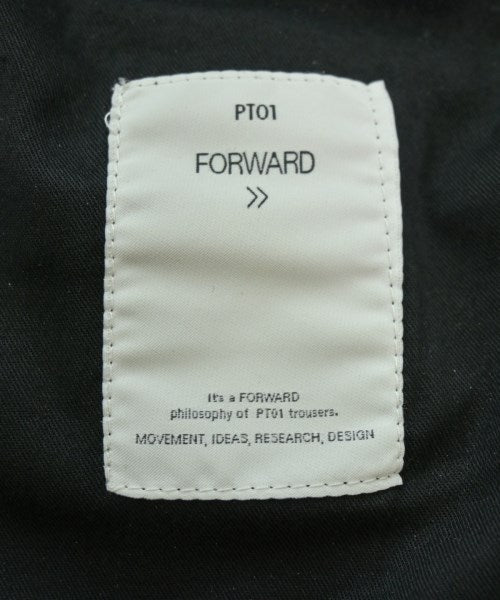 PT01
FORWARD
>>
It's a FORWARD
philosophy of PT01 trousers.
MOVEMENT, IDEAS, RESEARCH, DESIGN